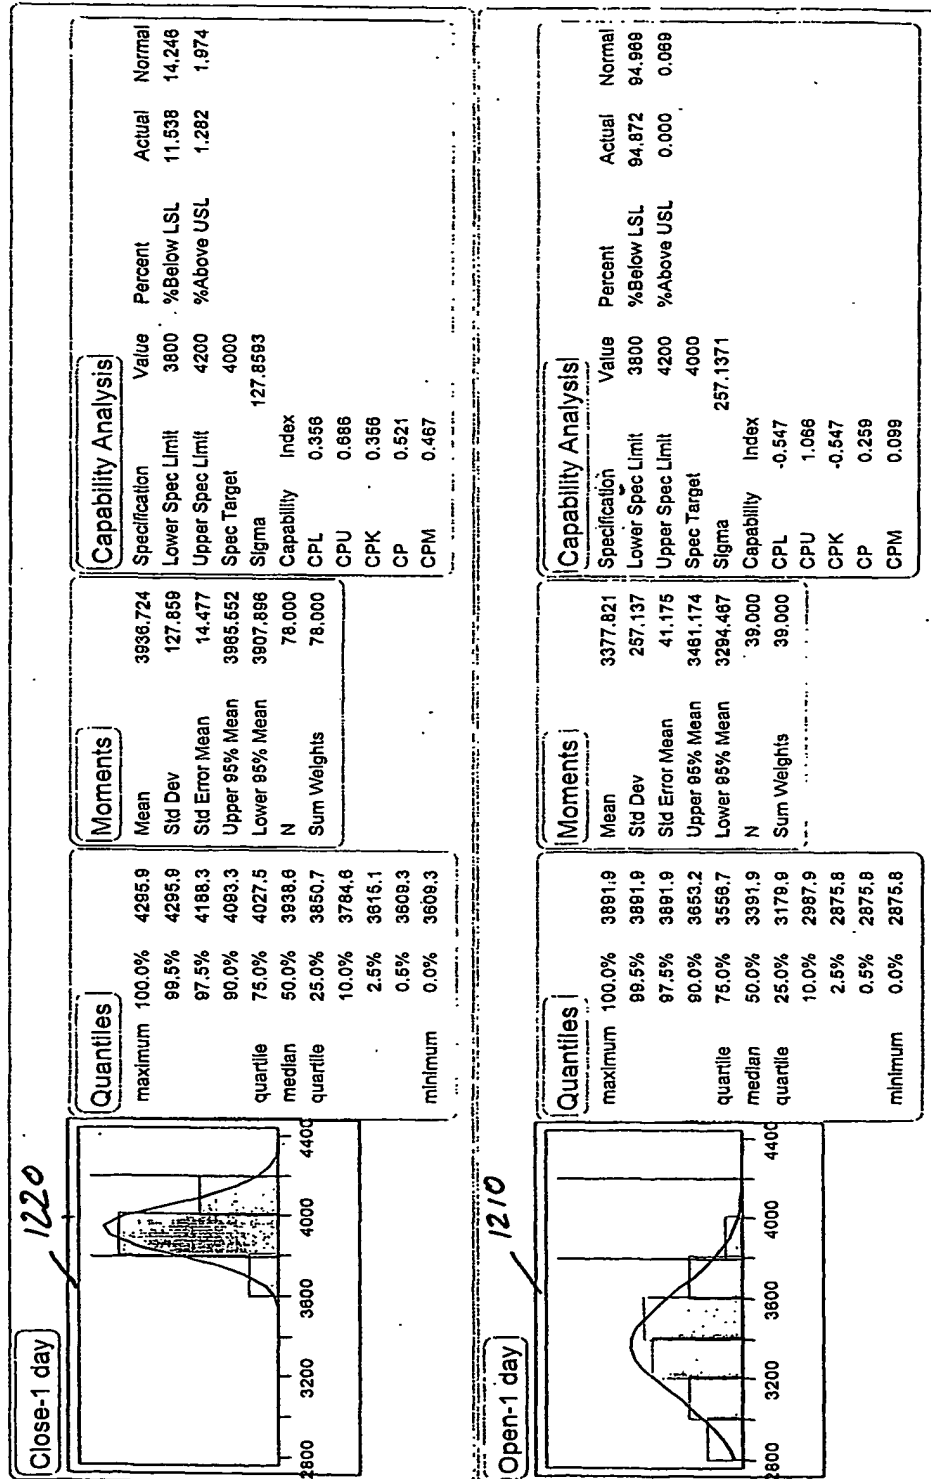 Close-1 day
1220
2800 3200 3600 4000 4400
Quantiles
maximum 100.0% 4295.9
99.5% 4295.9
97.5% 4188.3
90.0% 4093.3
quartile 75.0% 4027.5
median 50.0% 3938.6
quartile 25.0% 3850.7
10.0% 3784.6
2.5% 3615.1
0.5% 3609.3
minimum 0.0% 3609.3
Moments
Mean 3936.724
Std Dev 127.859
Std Error Mean 14.477
Upper 95% Mean 3965.552
Lower 95% Mean 3907.896
N 78.000
Sum Weights 78.000
Capability Analysis
Specification Value Percent Actual Normal
Lower Spec Limit 3800 %Below LSL 11.538 14.246
Upper Spec Limit 4200 %Above USL 1.282 1.974
Spec Target 4000
Sigma 127.8593
Capability Index
CPL 0.356
CPU 0.686
CPK 0.356
CP 0.521
CPM 0.467
Open-1 day
1210
2800 3200 3600 4000 4400
Quantiles
maximum 100.0% 3891.9
99.5% 3891.9
97.5% 3891.9
90.0% 3653.2
quartile 75.0% 3556.7
median 50.0% 3391.9
quartile 25.0% 3179.9
10.0% 2987.9
2.5% 2875.8
0.5% 2875.8
minimum 0.0% 2875.8
Moments
Mean 3377.821
Std Dev 257.137
Std Error Mean 41.175
Upper 95% Mean 3461.174
Lower 95% Mean 3294.467
N 39.000
Sum Weights 39.000
Capability Analysis
Specification Value Percent Actual Normal
Lower Spec Limit 3800 %Below LSL 94.872 94.969
Upper Spec Limit 4200 %Above USL 0.000 0.069
Spec Target 4000
Sigma 257.1371
Capability Index
CPL -0.547
CPU 1.066
CPK -0.547
CP 0.259
CPM 0.099